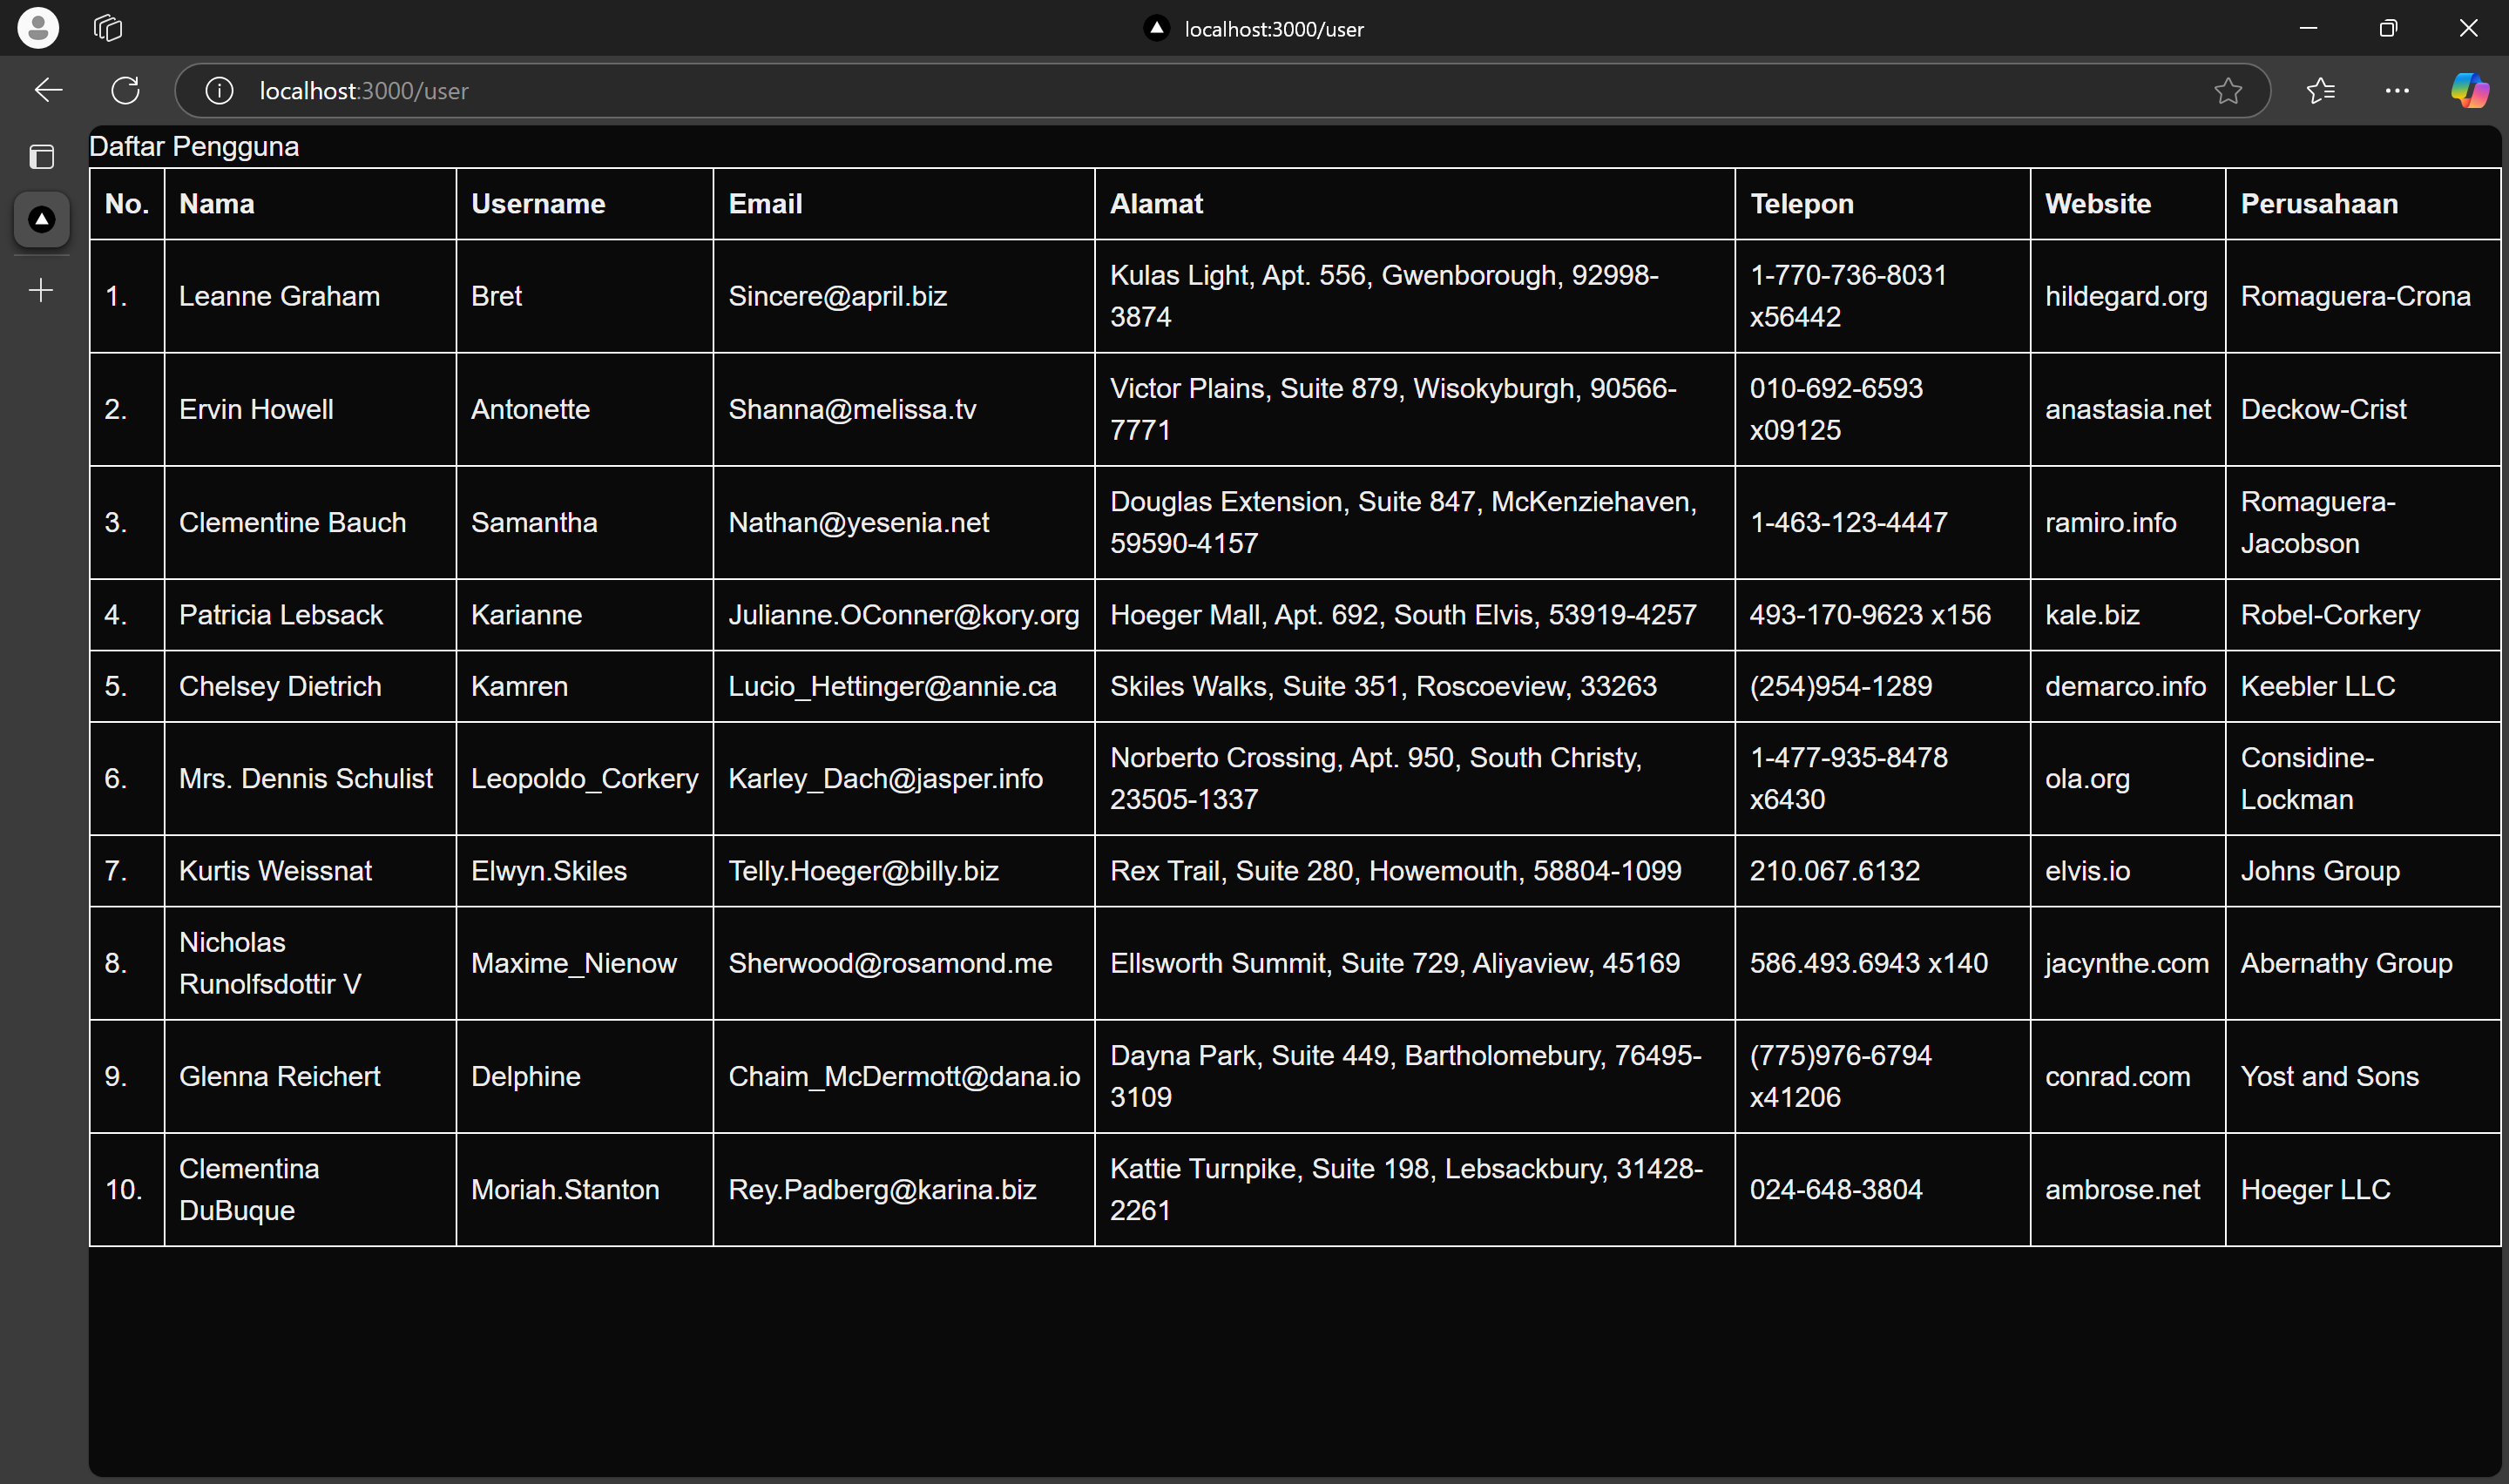 localhost:3000/user
localhost:3000/user
Daftar Pengguna
No. Nama Username Email Alamat Telepon Website Perusahaan
1. Leanne Graham Bret Sincere@april.biz Kulas Light, Apt. 556, Gwenborough, 92998-3874 1-770-736-8031 x56442 hildegard.org Romaguera-Crona
2. Ervin Howell Antonette Shanna@melissa.tv Victor Plains, Suite 879, Wisokyburgh, 90566-7771 010-692-6593 x09125 anastasia.net Deckow-Crist
3. Clementine Bauch Samantha Nathan@yesenia.net Douglas Extension, Suite 847, McKenziehaven, 59590-4157 1-463-123-4447 ramiro.info Romaguera-Jacobson
4. Patricia Lebsack Karianne Julianne.OConner@kory.org Hoeger Mall, Apt. 692, South Elvis, 53919-4257 493-170-9623 x156 kale.biz Robel-Corkery
5. Chelsey Dietrich Kamren Lucio_Hettinger@annie.ca Skiles Walks, Suite 351, Roscoeview, 33263 (254)954-1289 demarco.info Keebler LLC
6. Mrs. Dennis Schulist Leopoldo_Corkery Karley_Dach@jasper.info Norberto Crossing, Apt. 950, South Christy, 23505-1337 1-477-935-8478 x6430 ola.org Considine-Lockman
7. Kurtis Weissnat Elwyn.Skiles Telly.Hoeger@billy.biz Rex Trail, Suite 280, Howemouth, 58804-1099 210.067.6132 elvis.io Johns Group
8. Nicholas Runolfsdottir V Maxime_Nienow Sherwood@rosamond.me Ellsworth Summit, Suite 729, Aliyaview, 45169 586.493.6943 x140 jacynthe.com Abernathy Group
9. Glenna Reichert Delphine Chaim_McDermott@dana.io Dayna Park, Suite 449, Bartholomebury, 76495-3109 (775)976-6794 x41206 conrad.com Yost and Sons
10. Clementina DuBuque Moriah.Stanton Rey.Padberg@karina.biz Kattie Turnpike, Suite 198, Lebsackbury, 31428-2261 024-648-3804 ambrose.net Hoeger LLC